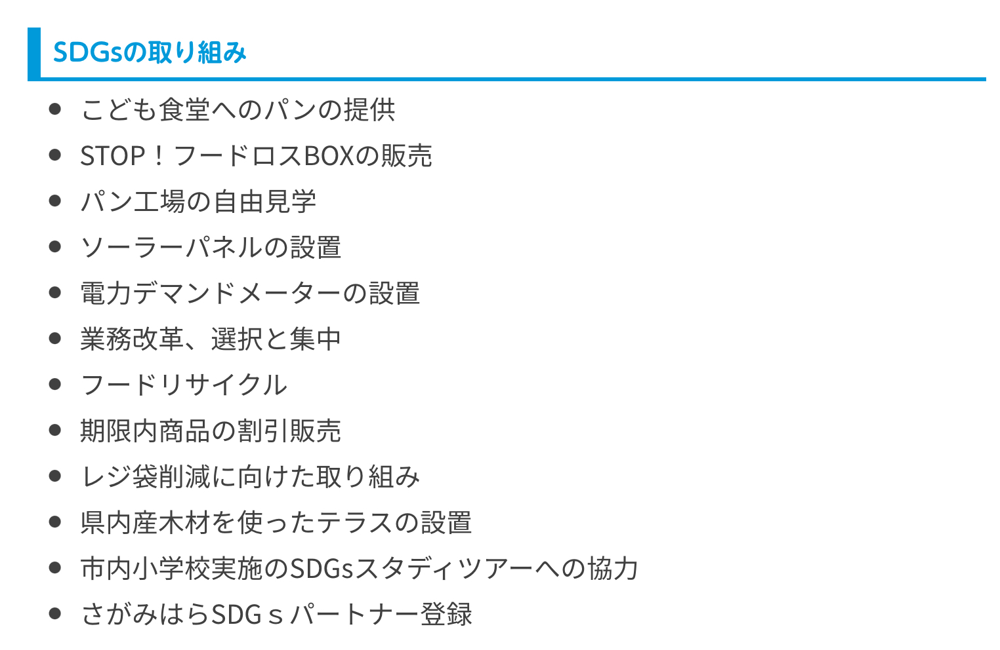 SDGsの取り組み
● こども食堂へのパンの提供
● STOP！フードロスBOXの販売
● パン工場の自由見学
● ソーラーパネルの設置
● 電力デマンドメーターの設置
● 業務改革、選択と集中
● フードリサイクル
● 期限内商品の割引販売
● レジ袋削減に向けた取り組み
● 県内産木材を使ったテラスの設置
● 市内小学校実施のSDGsスタディツアーへの協力
● さがみはらSDGｓパートナー登録